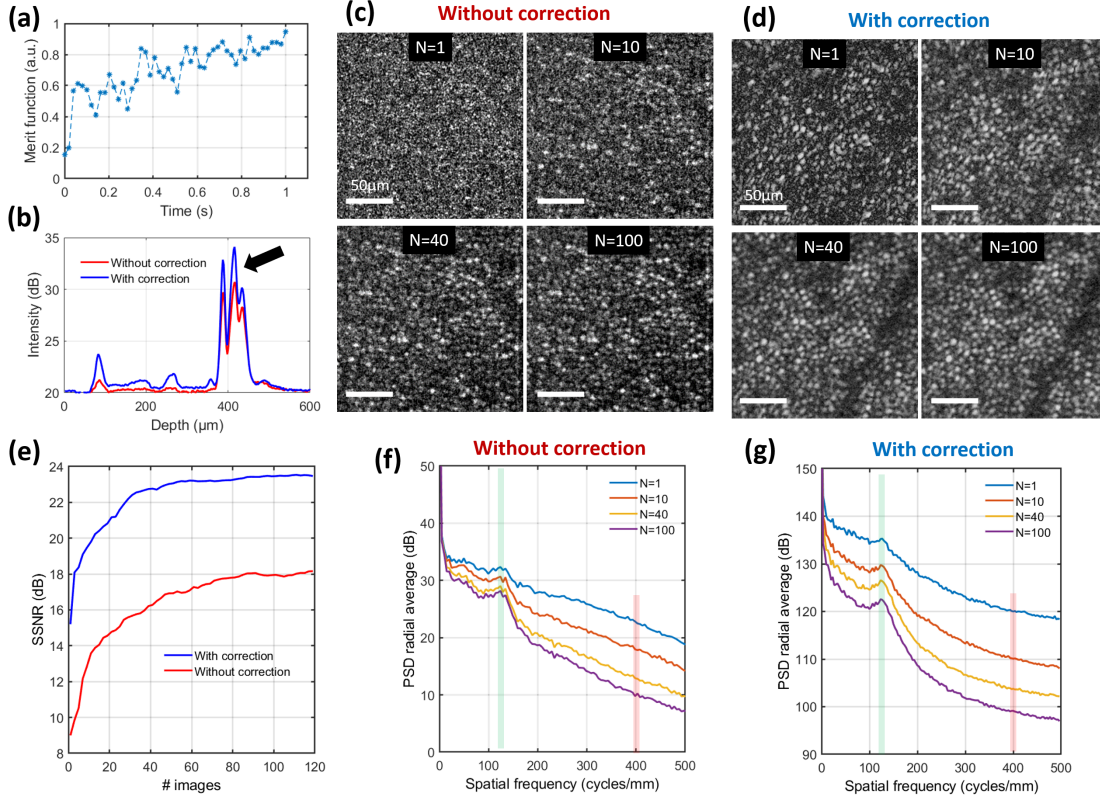 (a)
Merit function (a.u.)
1
0.8
0.6
0.4
0.2
0
0 0.2 0.4 0.6 0.8 1
Time (s)
(b)
Intensity (dB)
35
30
25
20
Without correction
With correction
0 200 400 600
Depth (µm)
(c)
Without correction
N=1
N=10
50µm
N=40
N=100
(d)
With correction
N=1
N=10
50µm
N=40
N=100
(e)
SSNR (dB)
24
22
20
18
16
14
12
10
8
With correction
Without correction
0 20 40 60 80 100 120
# images
(f)
Without correction
PSD radial average (dB)
50
40
30
20
10
0
N=1
N=10
N=40
N=100
0 100 200 300 400 500
Spatial frequency (cycles/mm)
(g)
With correction
PSD radial average (dB)
150
140
130
120
110
100
90
N=1
N=10
N=40
N=100
0 100 200 300 400 500
Spatial frequency (cycles/mm)